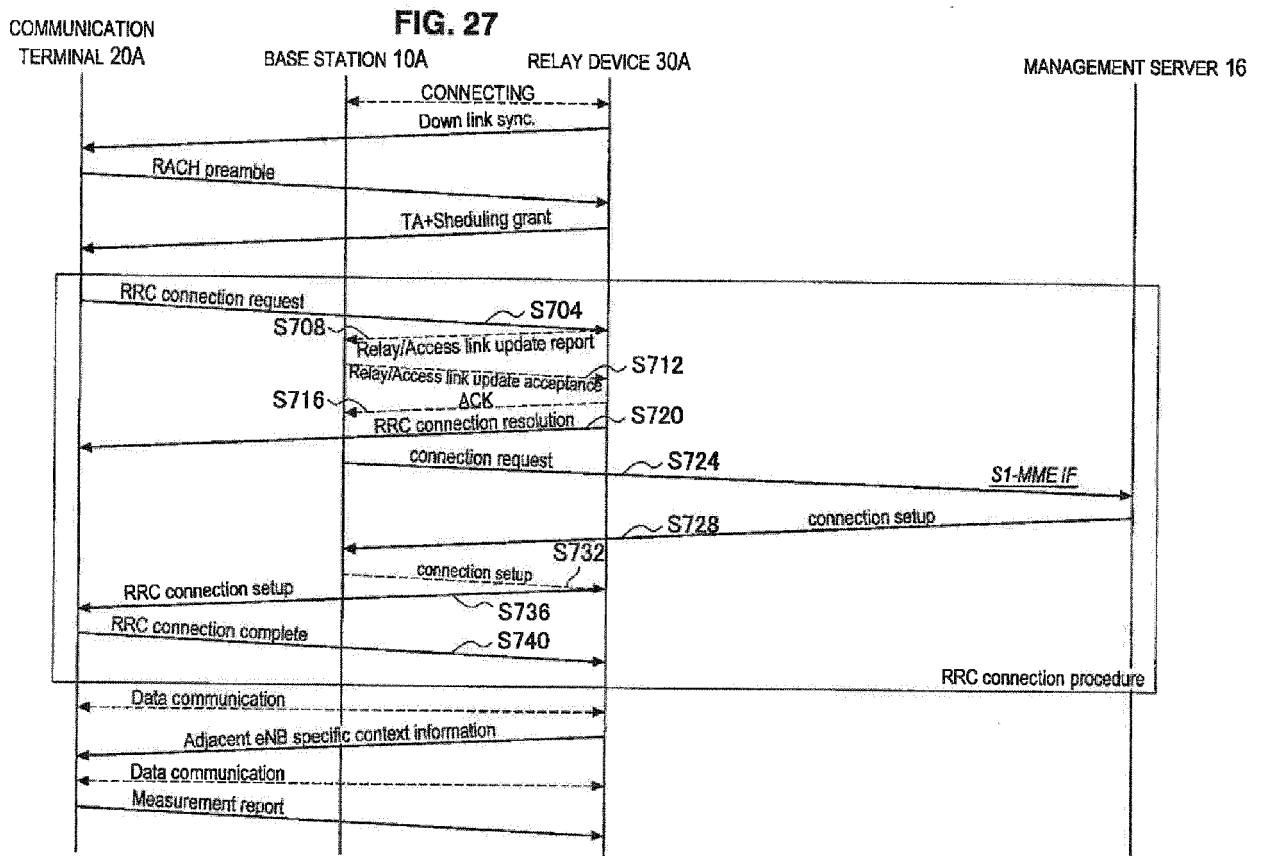 FIG. 27
COMMUNICATION
TERMINAL 20A
BASE STATION 10A
RELAY DEVICE 30A
MANAGEMENT SERVER 16
CONNECTING
Down link sync.
RACH preamble
TA+Sheduling grant
RRC connection request
S704
S708
Relay/Access link update report
S712
Relay/Access link update acceptance
S716
ACK
S720
RRC connection resolution
connection request
S724
S1-MME IF
S728
connection setup
S732
connection setup
RRC connection setup
S736
RRC connection complete
S740
RRC connection procedure
Data communication
Adjacent eNB specific context information
Data communication
Measurement report